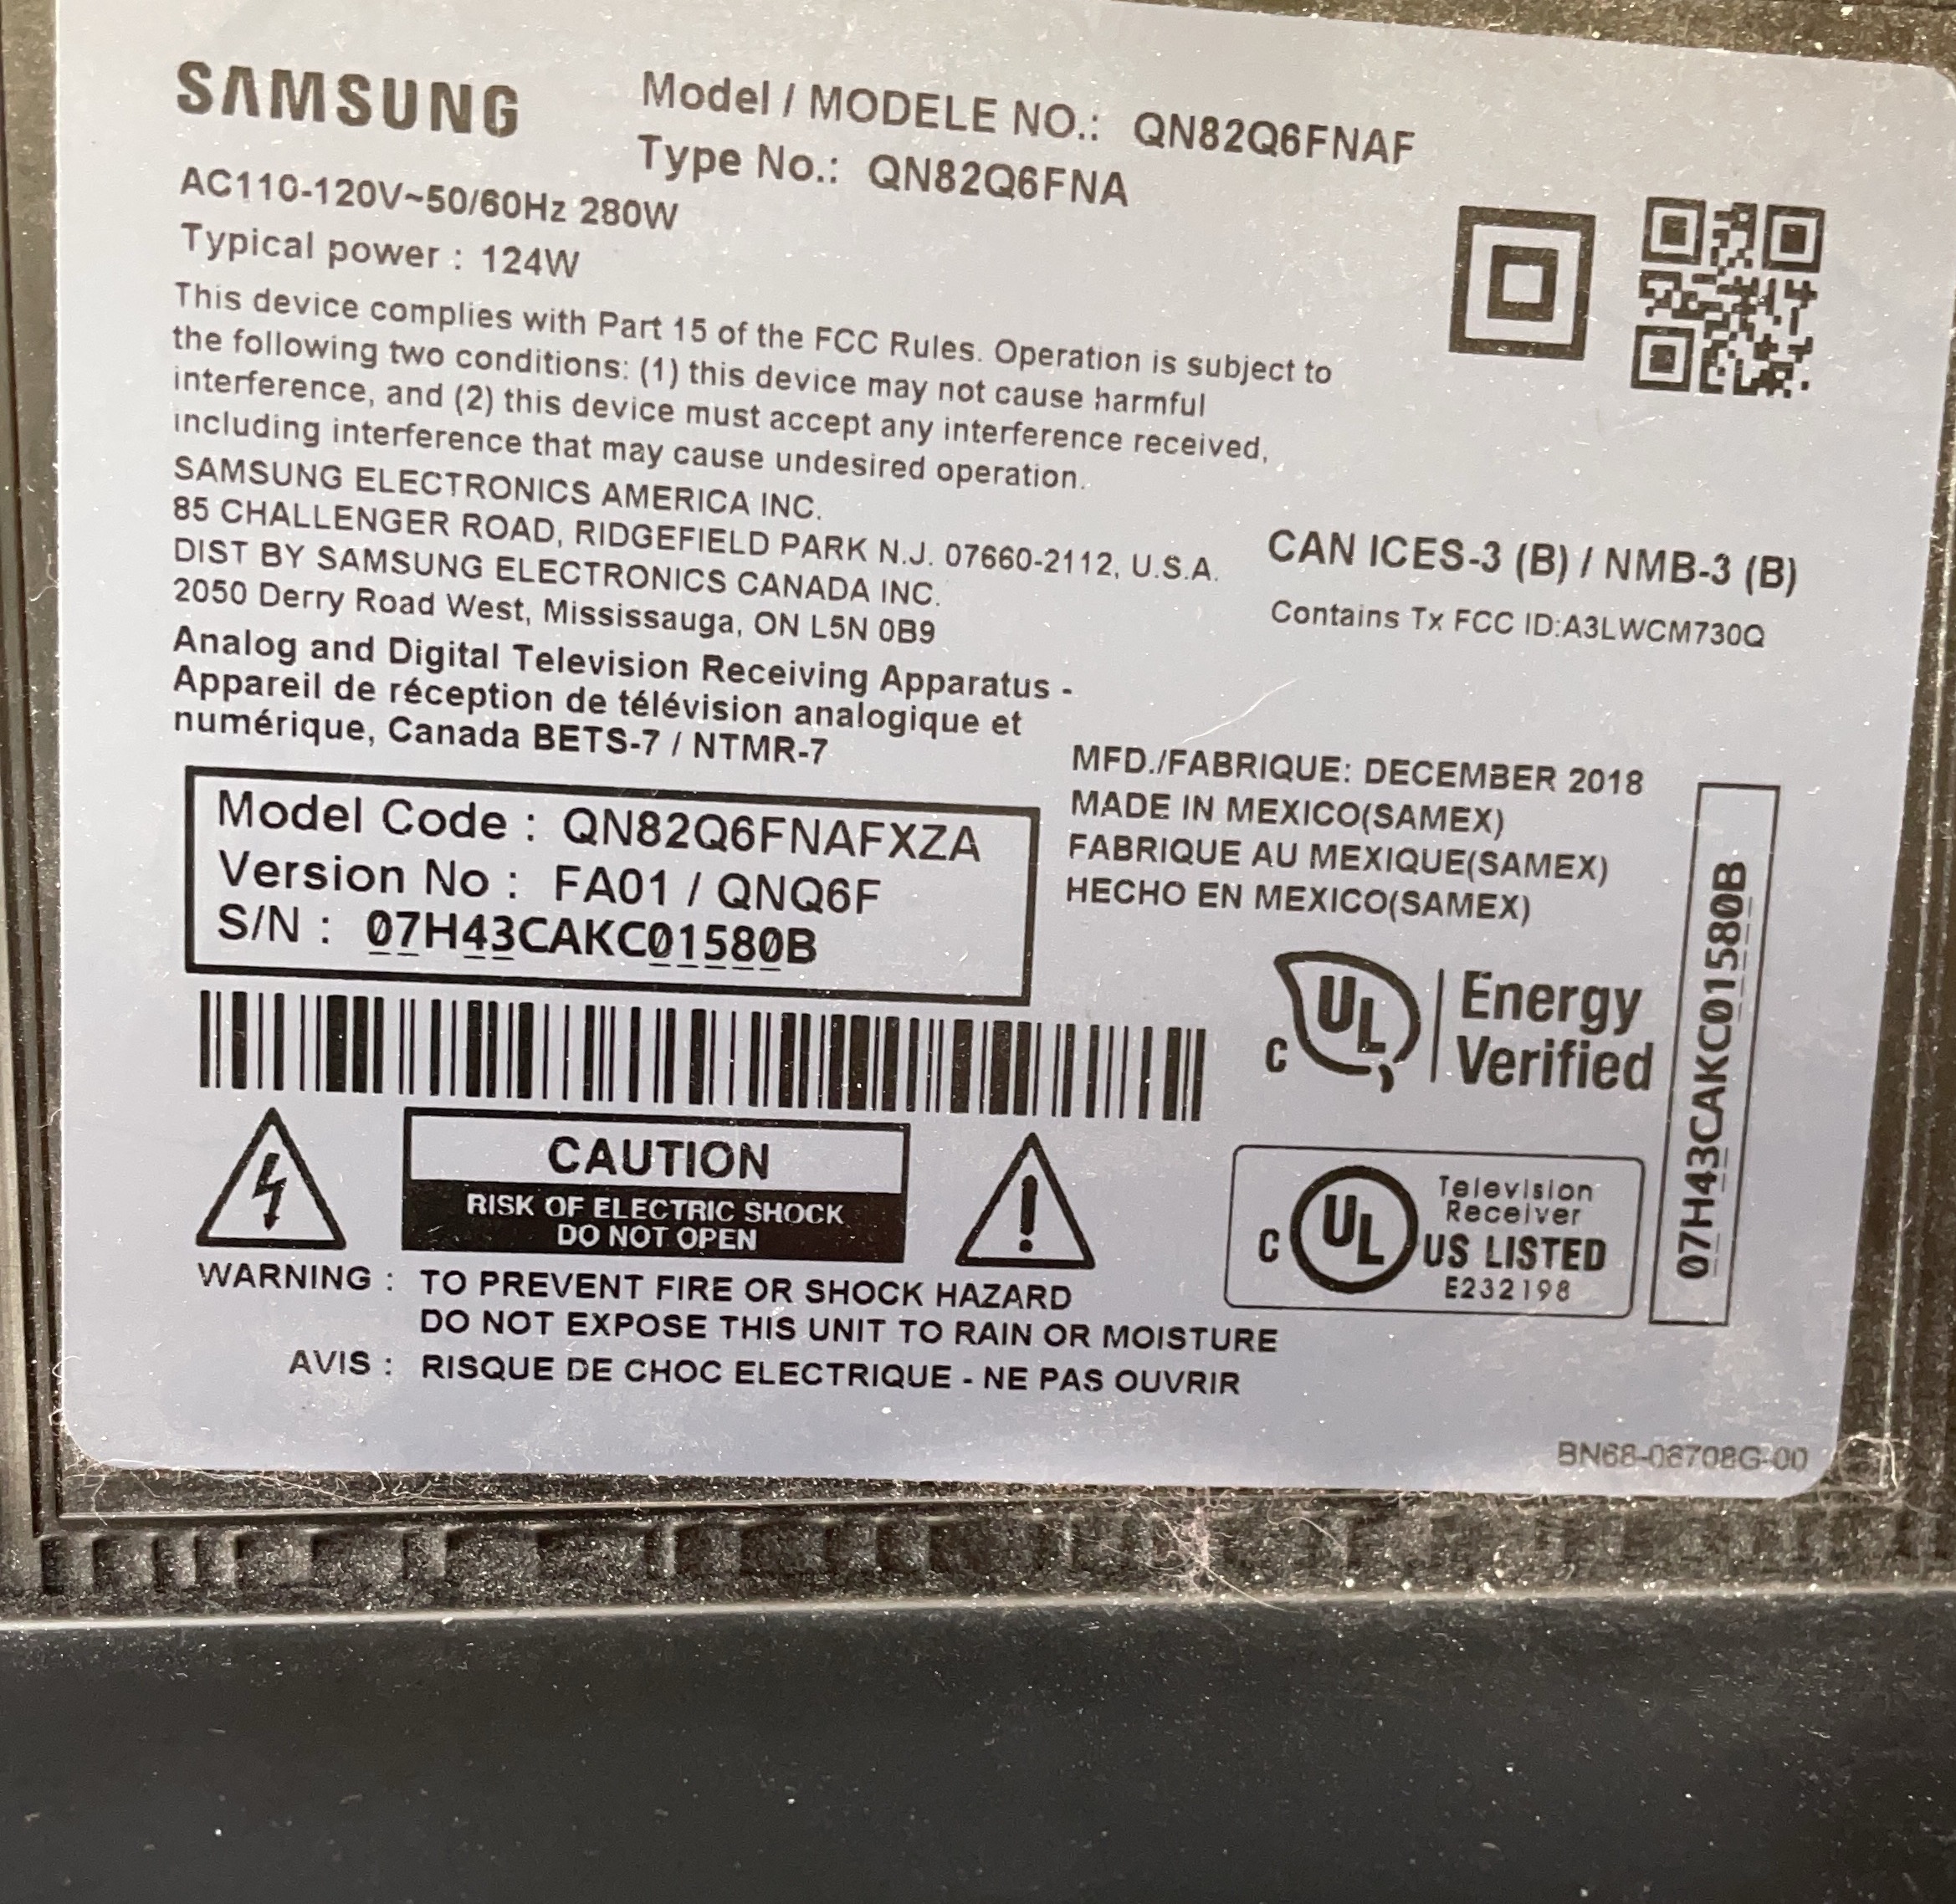 SAMSUNG
Model / MODELE NO.: QN82Q6FNAF
Type No.: QN82Q6FNA
AC110-120V~50/60Hz 280W
Typical power : 124W
This device complies with Part 15 of the FCC Rules. Operation is subject to
the following two conditions: (1) this device may not cause harmful
interference, and (2) this device must accept any interference received,
including interference that may cause undesired operation.
SAMSUNG ELECTRONICS AMERICA INC.
85 CHALLENGER ROAD, RIDGEFIELD PARK N.J. 07660-2112, U.S.A.
DIST BY SAMSUNG ELECTRONICS CANADA INC.
2050 Derry Road West, Mississauga, ON L5N 0B9
CAN ICES-3 (B) / NMB-3 (B)
Contains Tx FCC ID:A3LWCM730Q
Analog and Digital Television Receiving Apparatus -
Appareil de réception de télévision analogique et
numérique, Canada BETS-7 / NTMR-7
MFD./FABRIQUE: DECEMBER 2018
MADE IN MEXICO(SAMEX)
FABRIQUE AU MEXIQUE(SAMEX)
HECHO EN MEXICO(SAMEX)
Model Code : QN82Q6FNAFXZA
Version No : FA01 / QNQ6F
S/N : 07H43CAKC01580B
07H43CAKC01580B
C UL Energy
Verified
CAUTION
RISK OF ELECTRIC SHOCK
DO NOT OPEN
Television
Receiver
C UL US LISTED
E232198
WARNING : TO PREVENT FIRE OR SHOCK HAZARD
DO NOT EXPOSE THIS UNIT TO RAIN OR MOISTURE
AVIS : RISQUE DE CHOC ELECTRIQUE - NE PAS OUVRIR
BN68-08708G-00